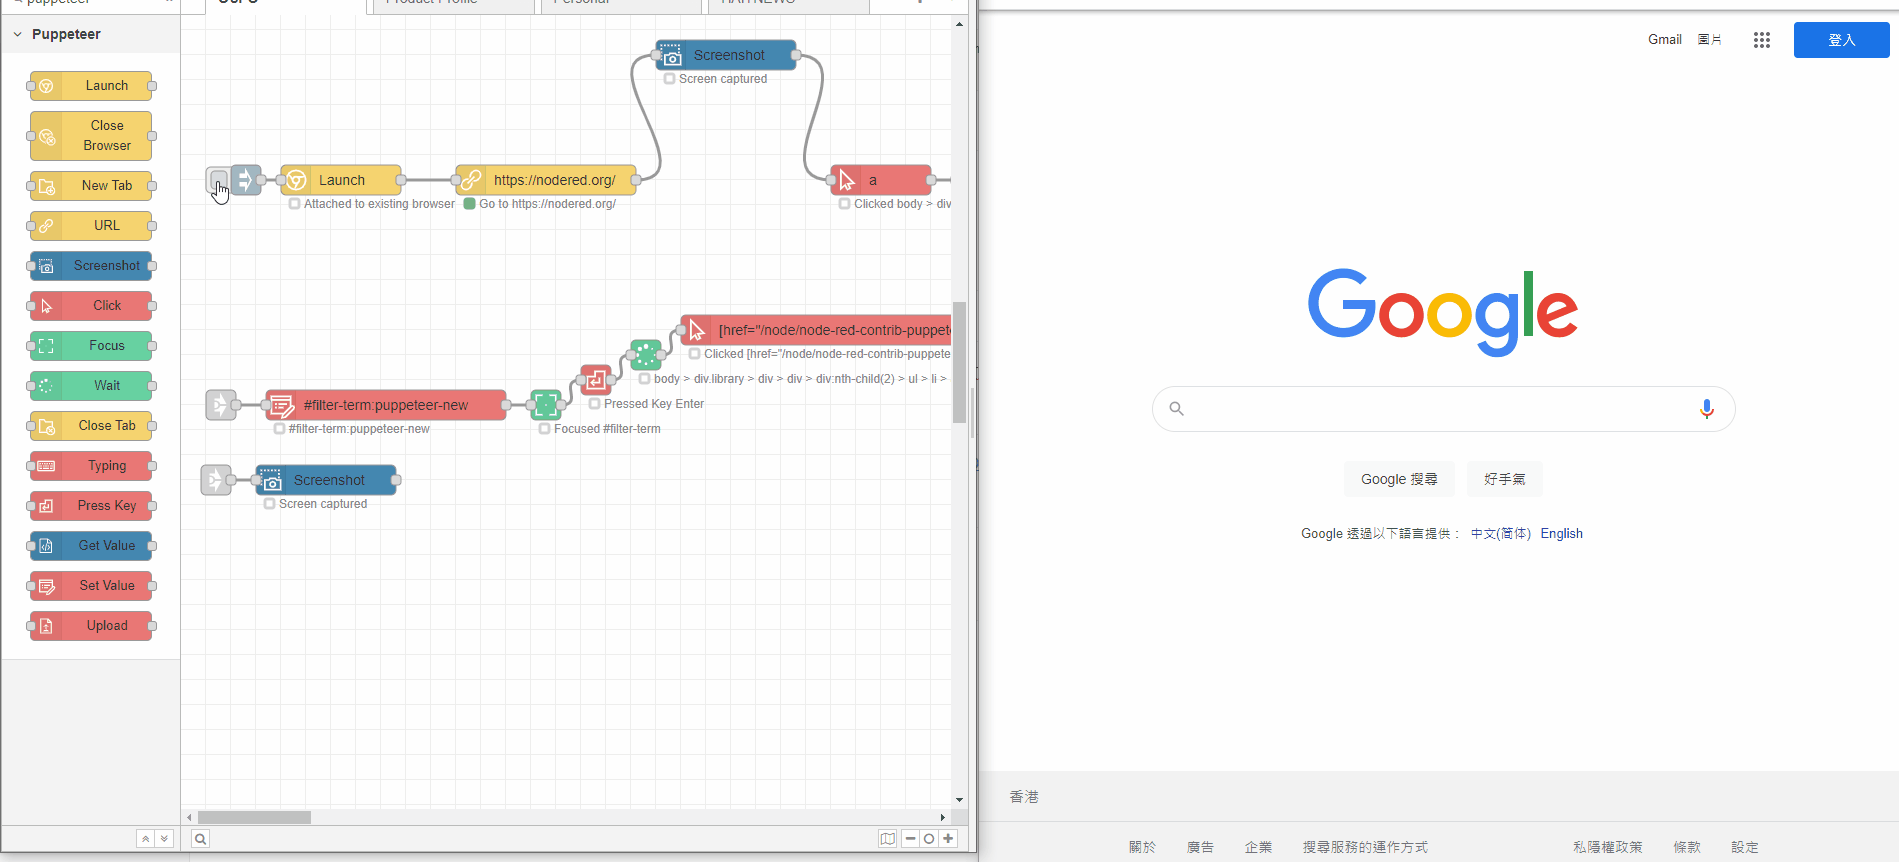 puppeteer
Product Profile
Personal
Puppeteer
Launch
Close
Browser
New Tab
URL
Screenshot
Click
Focus
Wait
Close Tab
Typing
Press Key
Get Value
Set Value
Upload
Screenshot
Screen captured
Launch
Attached to existing browser
https://nodered.org/
Go to https://nodered.org/
a
Clicked body > div
[href="/node/node-red-contrib-puppet
Clicked [href="/node/node-red-contrib-puppete
body > div.library > div > div > div:nth-child(2) > ul > li >
Pressed Key Enter
#filter-term:puppeteer-new
#filter-term:puppeteer-new
Focused #filter-term
Screenshot
Screen captured
Gmail 圖片
登入
Google
Google 搜尋 好手氣
Google 透過以下語言提供： 中文(简体) English
香港
關於 廣告 企業 搜尋服務的運作方式 私隱權政策 條款 設定